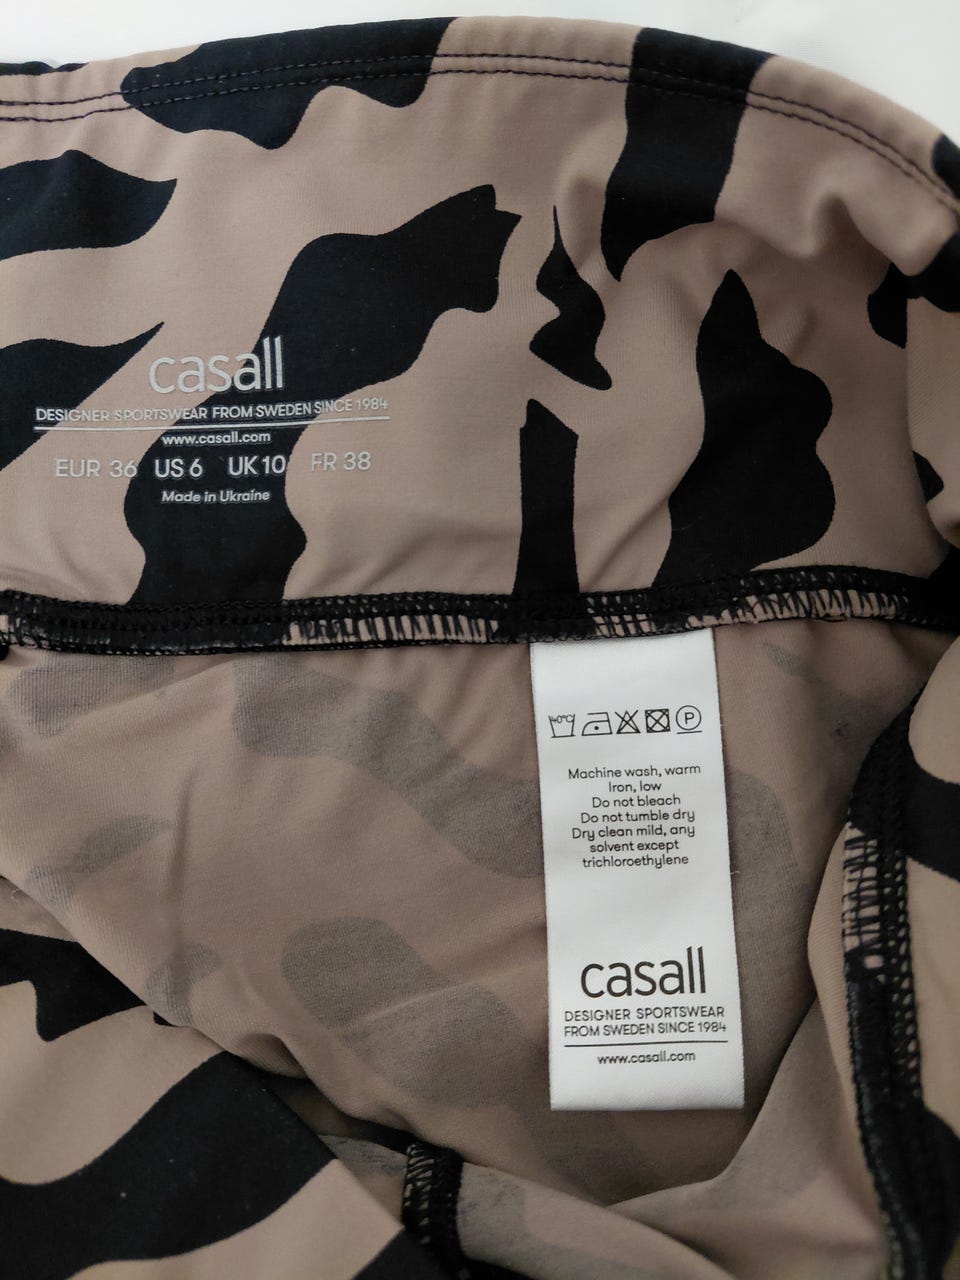 casall
DESIGNER SPORTSWEAR FROM SWEDEN SINCE 1984
www.casall.com
EUR 36 US 6 UK 10 FR 38
Made in Ukraine
40°C
P
Machine wash, warm
Iron, low
Do not bleach
Do not tumble dry
Dry clean mild, any
solvent except
trichloroethylene
casall
DESIGNER SPORTSWEAR
FROM SWEDEN SINCE 1984
www.casall.com